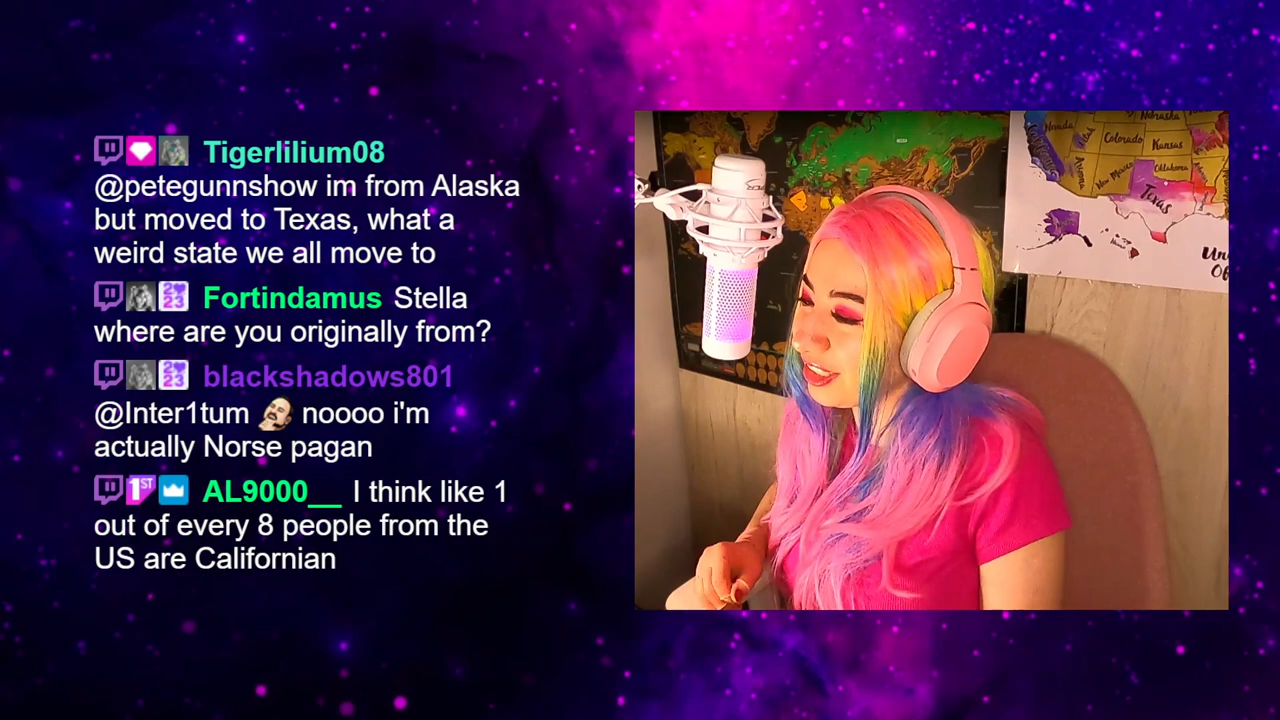 Tigerlilium08
@petegunnshow im from Alaska
but moved to Texas, what a
weird state we all move to
Fortindamus Stella
where are you originally from?
blackshadows801
@Inter1tum noooo i'm
actually Norse pagan
AL9000__ I think like 1
out of every 8 people from the
US are Californian
Nevada
Nebraska
Colorado
Kansas
Arizona
New Mexico
Oklahoma
Texas